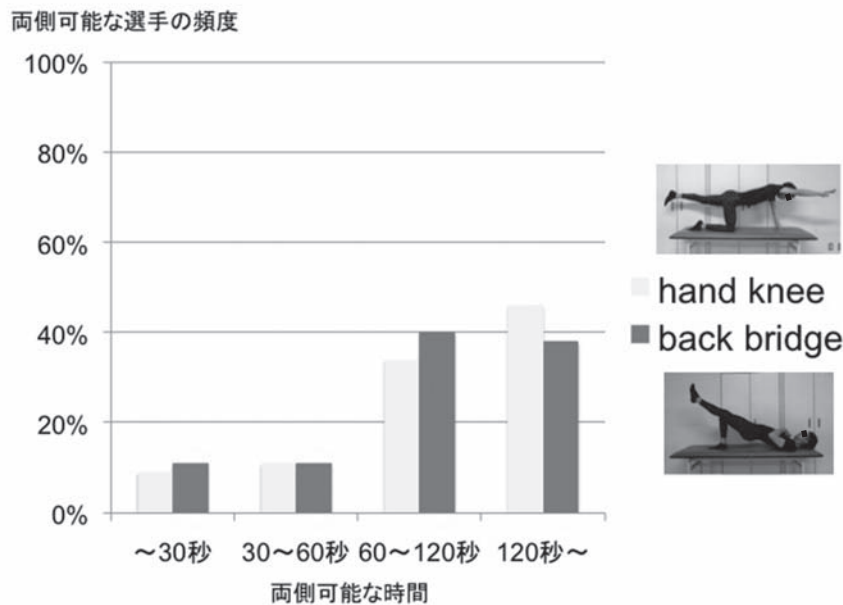 両側可能な選手の頻度
100%
80%
60%
40%
20%
0%
～30秒
30～60秒
60～120秒
120秒～
両側可能な時間
hand knee
back bridge